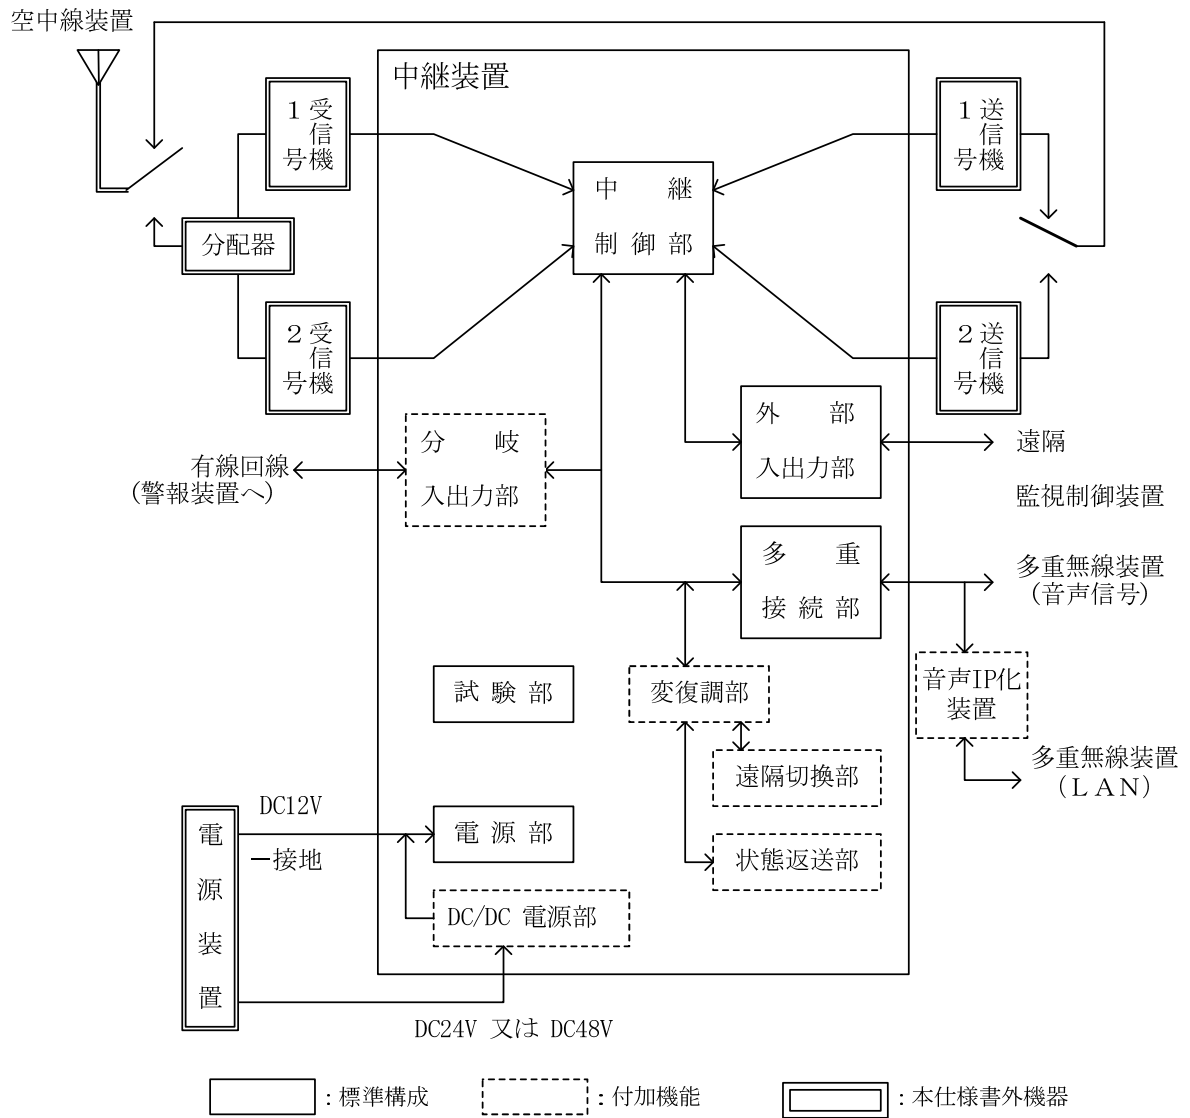 空中線装置
中継装置
１受
信
号機
分配器
２受
信
号機
中　　継
制 御 部
１送
信
号機
２送
信
号機
外　　部
入出力部
遠隔
監視制御装置
分　　岐
入出力部
有線回線
(警報装置へ)
多　　重
接 続 部
多重無線装置
(音声信号)
音声IP化
装置
多重無線装置
（ＬＡＮ）
試 験 部
変復調部
遠隔切換部
状態返送部
電
源
装
置
DC12V
－接地
電 源 部
DC/DC 電源部
DC24V 又は DC48V
：標準構成
：付加機能
：本仕様書外機器